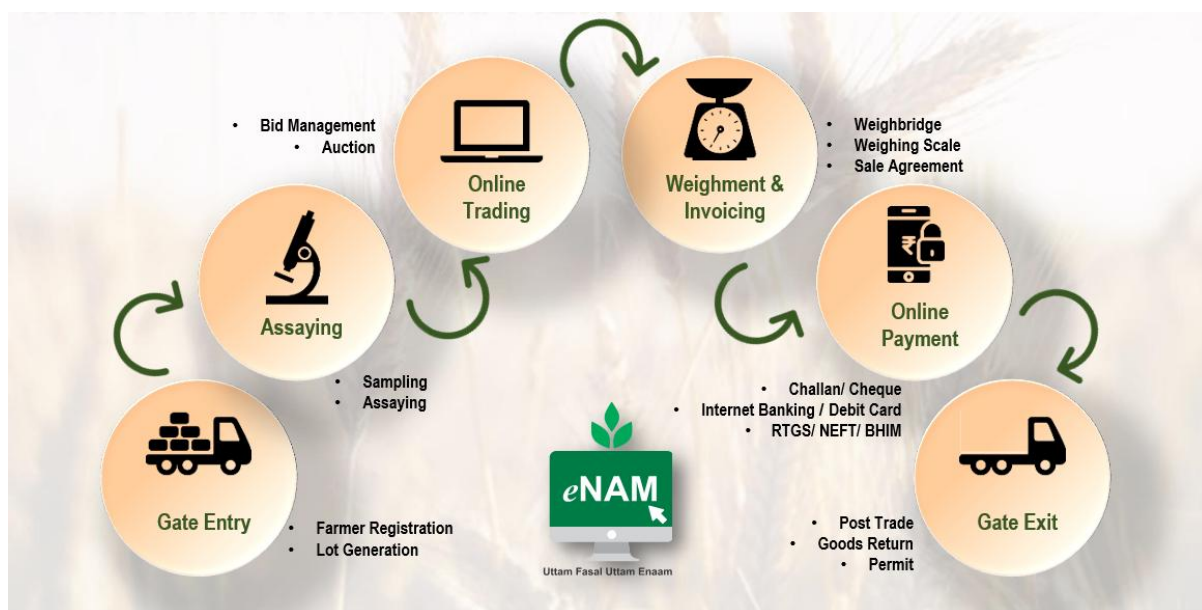 Gate Entry
• Farmer Registration
• Lot Generation
Assaying
• Sampling
• Assaying
• Bid Management
• Auction
Online
Trading
Weighment &
Invoicing
• Weighbridge
• Weighing Scale
• Sale Agreement
₹
Online
Payment
• Challan/ Cheque
• Internet Banking / Debit Card
• RTGS/ NEFT/ BHIM
Gate Exit
• Post Trade
• Goods Return
• Permit
eNAM
Uttam Fasal Uttam Enaam